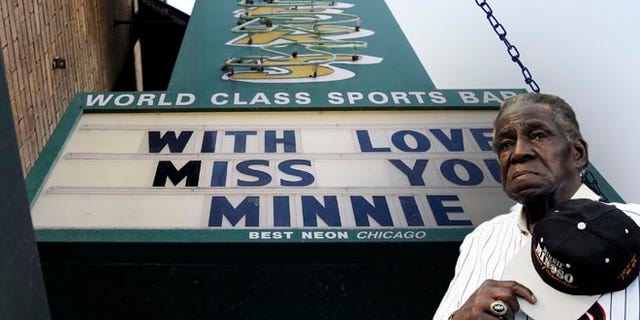 WORLD CLASS SPORTS BAR
WITH LOVE
MISS YOU
MINNIE
BEST NEON CHICAGO